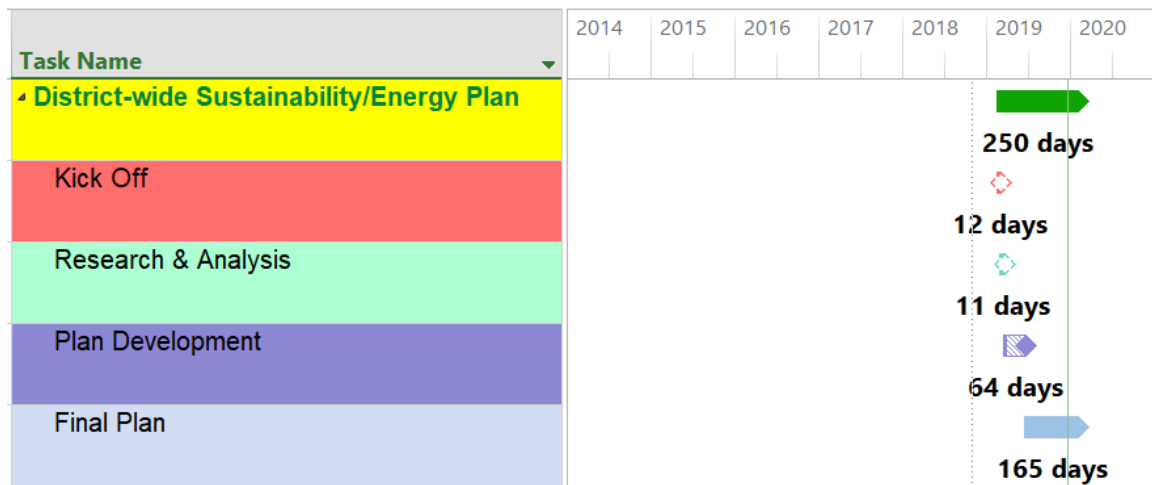 2014 2015 2016 2017 2018 2019 2020
Task Name
District-wide Sustainability/Energy Plan
250 days
Kick Off
12 days
Research & Analysis
11 days
Plan Development
64 days
Final Plan
165 days